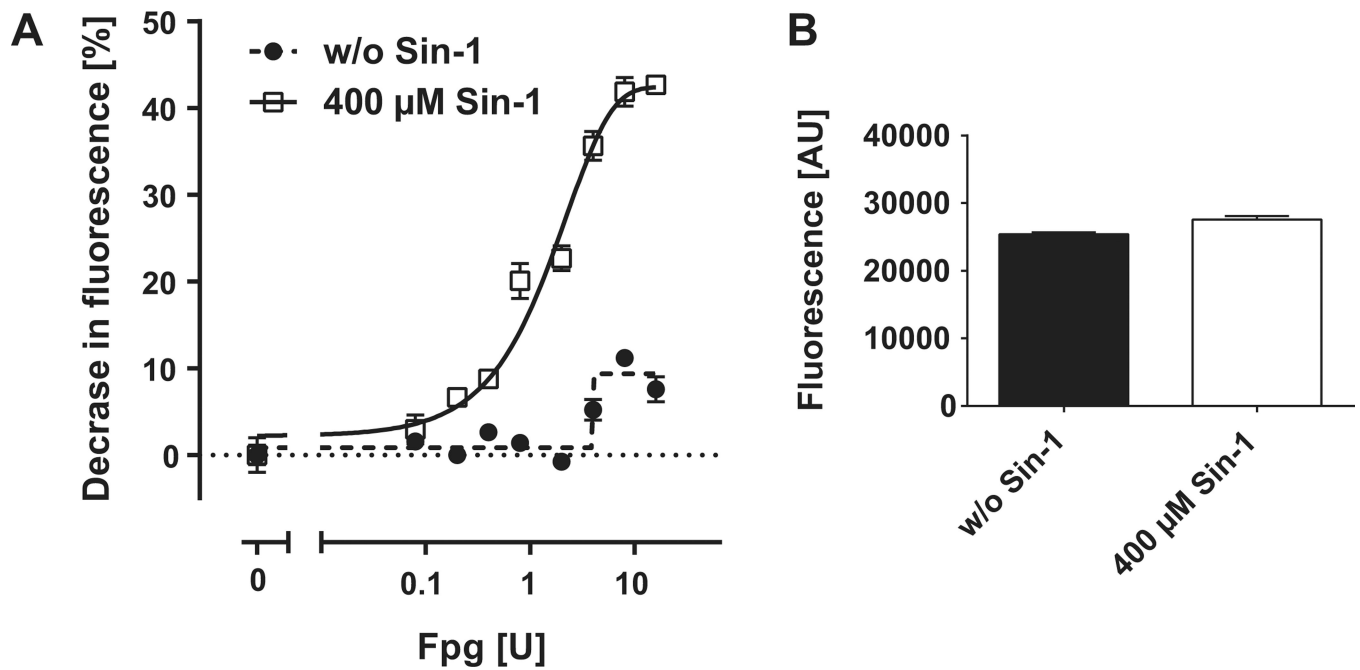 A
Decrase in fluorescence [%]
50
40
30
20
10
0
w/o Sin-1
400 µM Sin-1
0
0.1
1
10
Fpg [U]
B
Fluorescence [AU]
40000
30000
20000
10000
0
w/o Sin-1
400 µM Sin-1